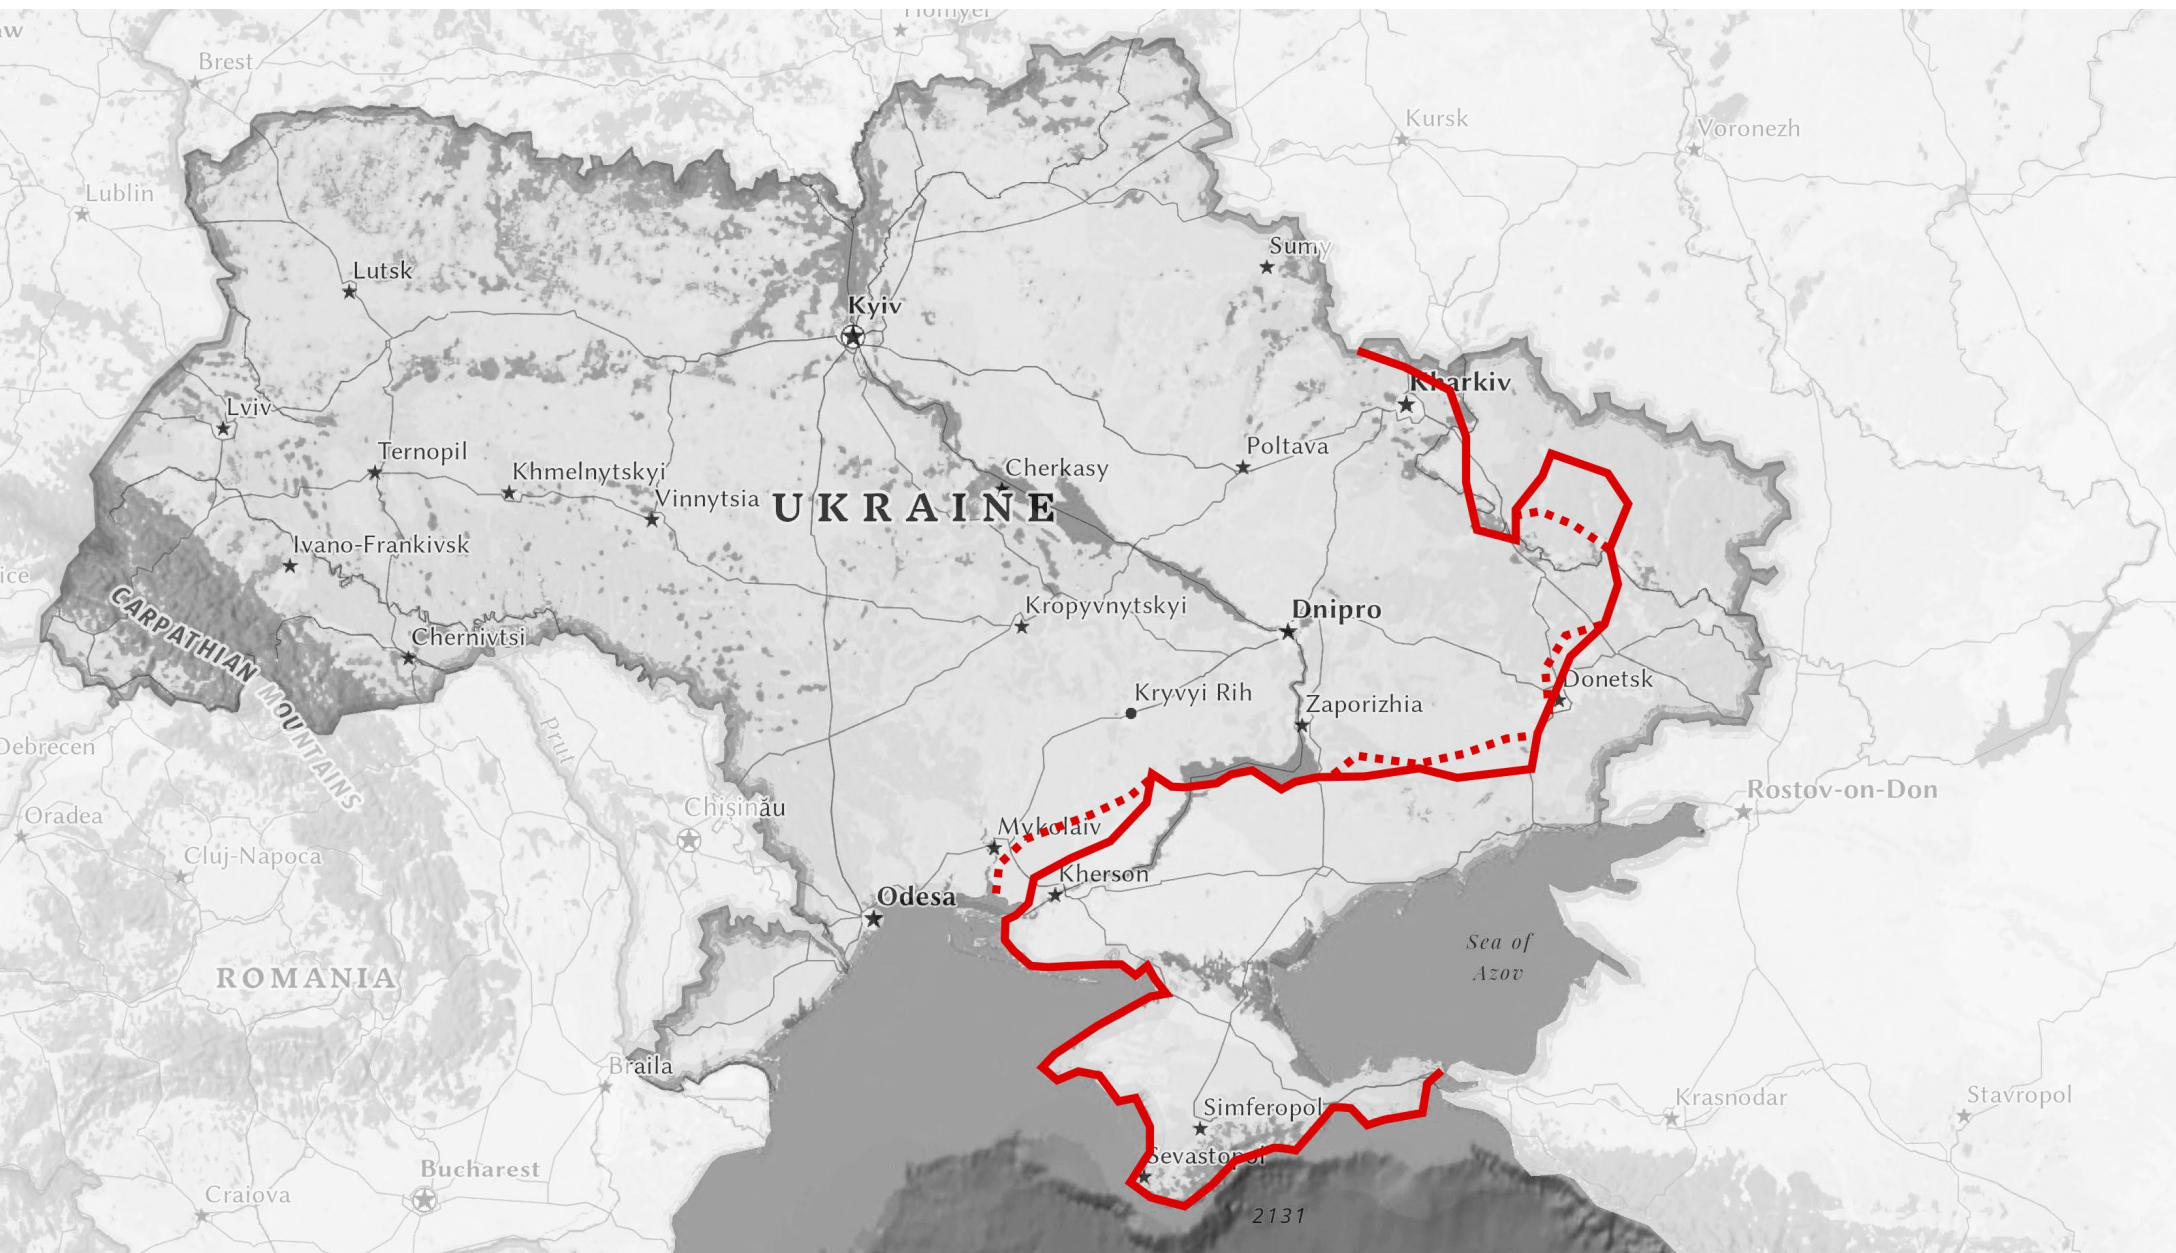 Homyel
Brest
Kursk
Voronezh
Lublin
Sumy
Lutsk
Kyiv
Kharkiv
Lviv
Ternopil
Khmelnytskyi
Vinnytsia
Cherkasy
Poltava
UKRAINE
Ivano-Frankivsk
CARPATHIAN MOUNTAINS
Chernivtsi
Kropyvnytskyi
Dnipro
Donetsk
Kryvyi Rih
Zaporizhia
Prut
Debrecen
Rostov-on-Don
Chișinău
Oradea
Mykolaiv
Cluj-Napoca
Kherson
Odesa
Sea of
Azov
ROMANIA
Braila
Krasnodar
Stavropol
Simferopol
Sevastopol
Bucharest
Craiova
2131